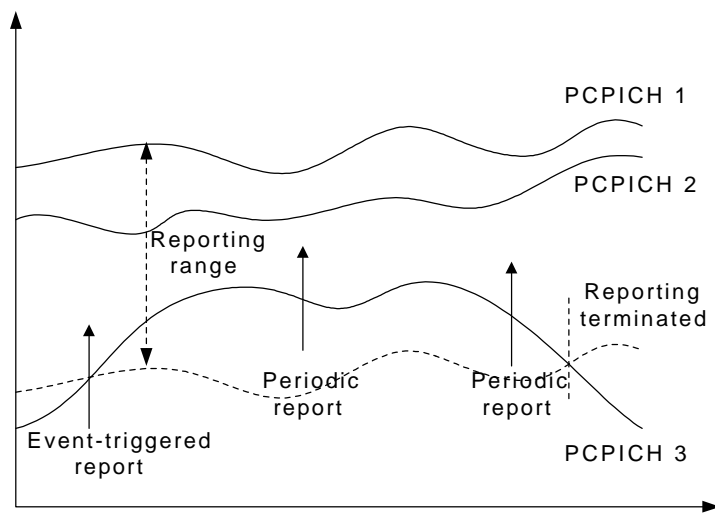 PCPICH 1
PCPICH 2
Reporting
range
Reporting
terminated
Periodic
report
Periodic
report
Event-triggered
report
PCPICH 3